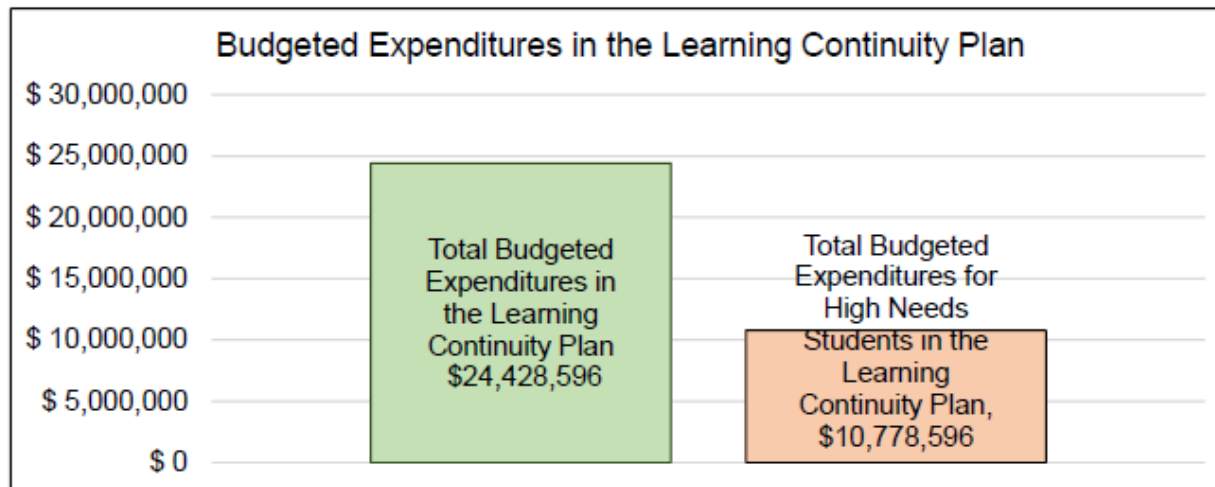 Budgeted Expenditures in the Learning Continuity Plan
$ 30,000,000
$ 25,000,000
$ 20,000,000
$ 15,000,000
$ 10,000,000
$ 5,000,000
$ 0
Total Budgeted
Expenditures in
the Learning
Continuity Plan
$24,428,596
Total Budgeted
Expenditures for
High Needs
Students in the
Learning
Continuity Plan,
$10,778,596